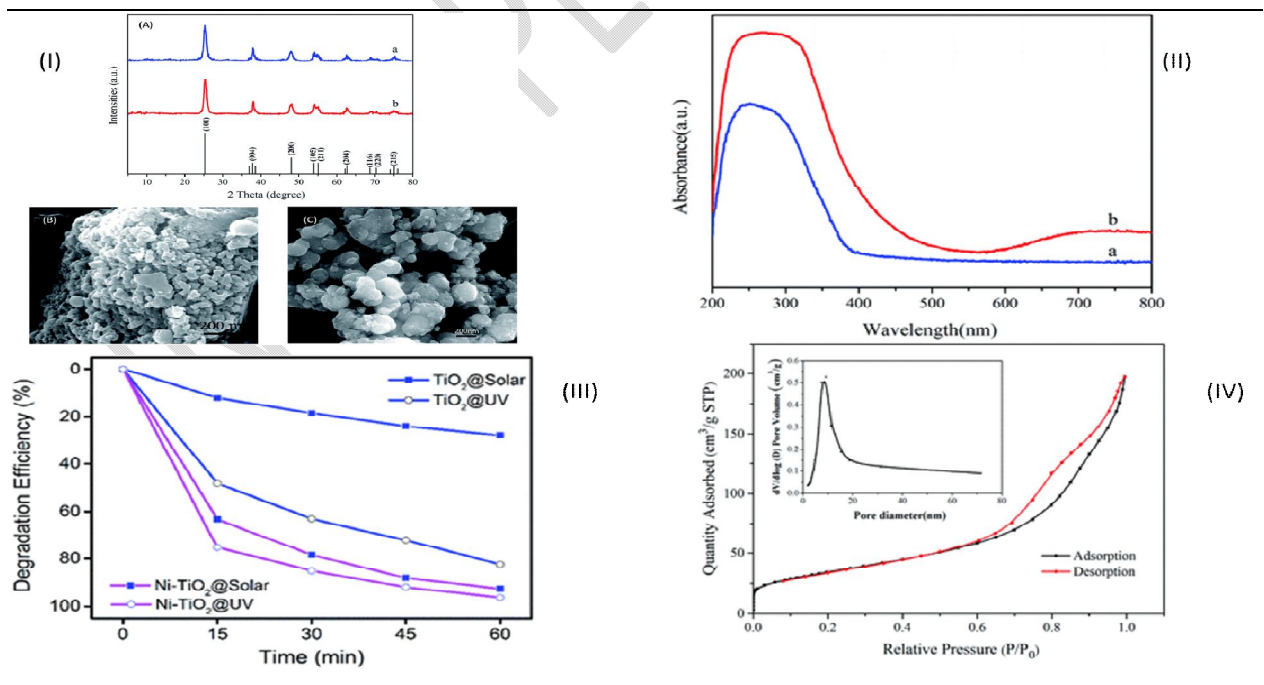 (I)
(A)
a
b
Intensities (a.u.)
(004)
(200)
(105)
(211)
(204)
(116)
(220)
(215)
5 10 20 30 40 50 60 70 80
2 Theta (degree)
(B)
200 n
(C)
200nm
(II)
Absorbance(a.u.)
b
a
200 300 400 500 600 700 800
Wavelength(nm)
(III)
Degradation Efficiency (%)
0
20
40
60
80
100
TiO2@Solar
TiO2@UV
Ni-TiO2@Solar
Ni-TiO2@UV
0 15 30 45 60
Time (min)
(IV)
Quantity Adsorbed (cm3/g STP)
200
150
100
50
0
dV/dlog (D) Pore Volume (cm3/g)
0.6
0.5
0.4
0.3
0.2
0.1
0.0
0 20 40 60 80
Pore diameter(nm)
Adsorption
Desorption
0.0 0.2 0.4 0.6 0.8 1.0
Relative Pressure (P/P0)